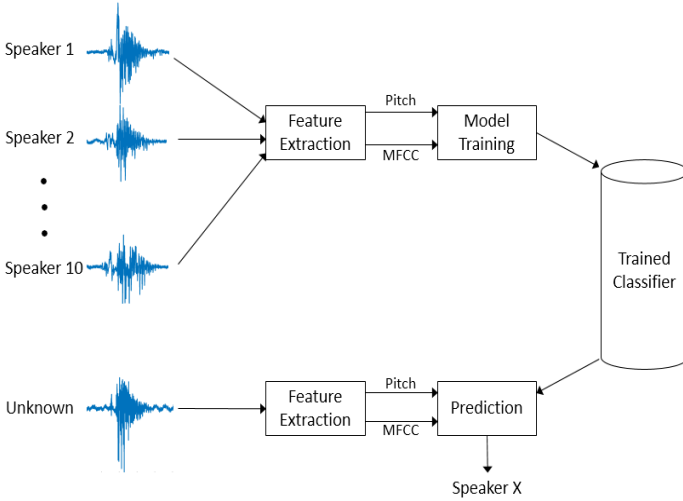 Speaker 1
Speaker 2
Speaker 10
Feature
Extraction
Pitch
MFCC
Model
Training
Trained
Classifier
Unknown
Feature
Extraction
Pitch
MFCC
Prediction
Speaker X